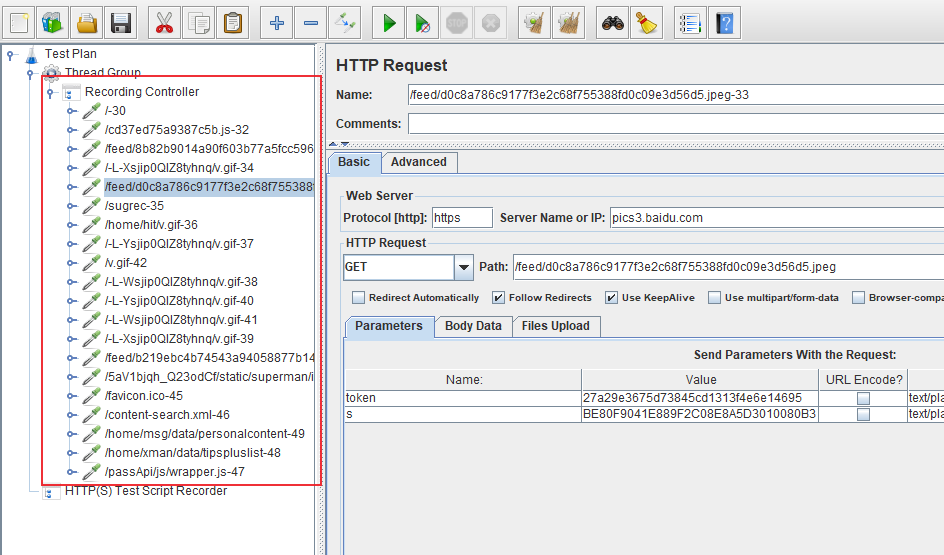 Test Plan
Thread Group
Recording Controller
/-30
/cd37ed75a9387c5b.js-32
/feed/8b82b9014a90f603b77a5fcc596
/-L-Xsjip0QIZ8tyhnq/v.gif-34
/feed/d0c8a786c9177f3e2c68f755388
/sugrec-35
/home/hit/v.gif-36
/-L-Ysjip0QIZ8tyhnq/v.gif-37
/v.gif-42
/-L-Wsjip0QIZ8tyhnq/v.gif-38
/-L-Ysjip0QIZ8tyhnq/v.gif-40
/-L-Wsjip0QIZ8tyhnq/v.gif-41
/-L-Xsjip0QIZ8tyhnq/v.gif-39
/feed/b219ebc4b74543a94058877b14
/5aV1bjqh_Q23odCf/static/superman/i
/favicon.ico-45
/content-search.xml-46
/home/msg/data/personalcontent-49
/home/xman/data/tipspluslist-48
/passApi/js/wrapper.js-47
HTTP(S) Test Script Recorder
HTTP Request
Name: /feed/d0c8a786c9177f3e2c68f755388fd0c09e3d56d5.jpeg-33
Comments:
Basic Advanced
Web Server
Protocol [http]: https Server Name or IP: pics3.baidu.com
HTTP Request
GET Path: /feed/d0c8a786c9177f3e2c68f755388fd0c09e3d56d5.jpeg
Redirect Automatically Follow Redirects Use KeepAlive Use multipart/form-data Browser-compa
Parameters Body Data Files Upload
Send Parameters With the Request:
Name: Value URL Encode?
token 27a29e3675d73845cd1313f4e6e14695 text/pla
s BE80F9041E889F2C08E8A5D3010080B3 text/pla
STOP